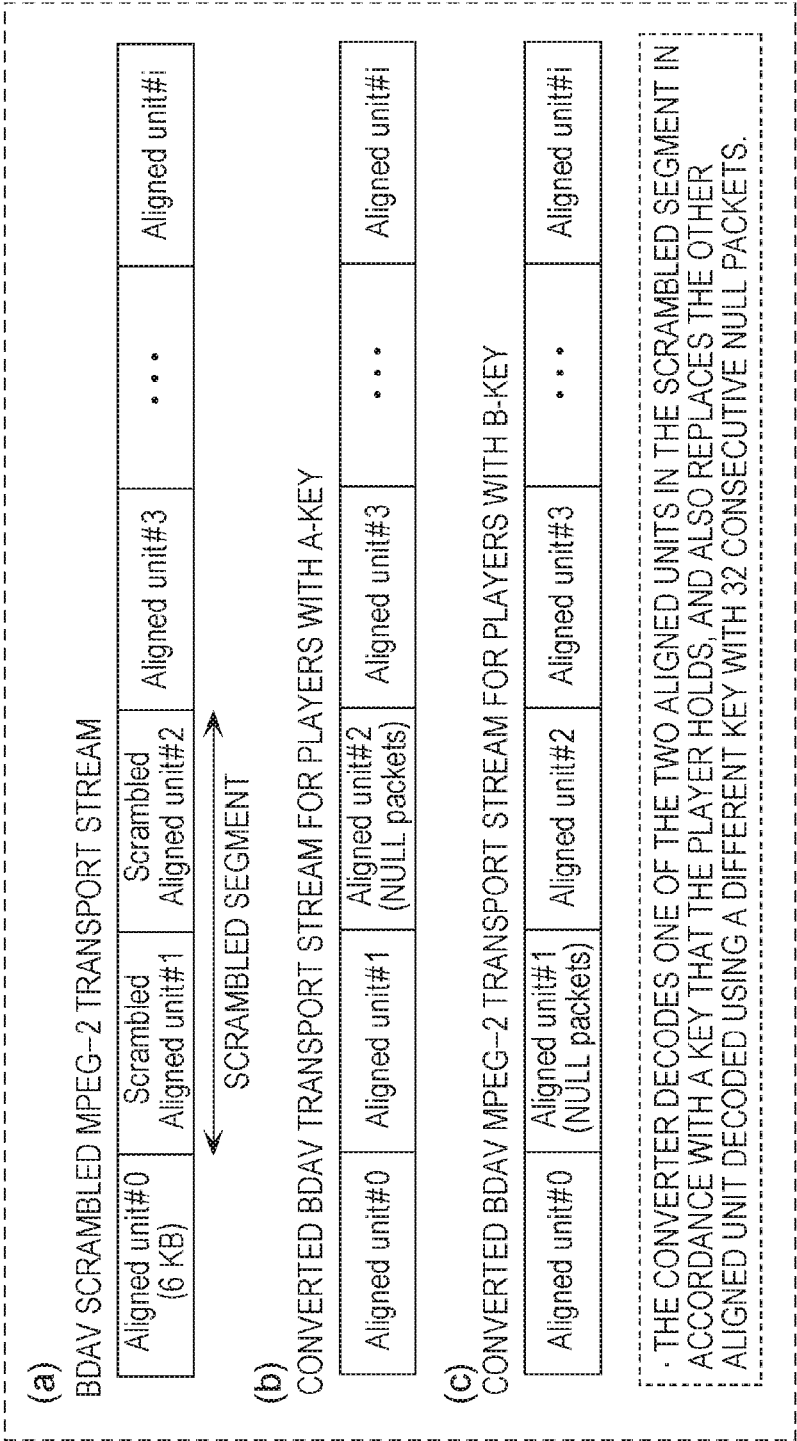 (a)
BDAV SCRAMBLED MPEG-2 TRANSPORT STREAM
Aligned unit#0
(6 KB)
Scrambled
Aligned unit#1
Scrambled
Aligned unit#2
Aligned unit#3
...
Aligned unit#i
SCRAMBLED SEGMENT
(b)
CONVERTED BDAV TRANSPORT STREAM FOR PLAYERS WITH A-KEY
Aligned unit#0
Aligned unit#1
Aligned unit#2
(NULL packets)
Aligned unit#3
...
Aligned unit#i
(c)
CONVERTED BDAV MPEG-2 TRANSPORT STREAM FOR PLAYERS WITH B-KEY
Aligned unit#0
Aligned unit#1
(NULL packets)
Aligned unit#2
Aligned unit#3
...
Aligned unit#i
· THE CONVERTER DECODES ONE OF THE TWO ALIGNED UNITS IN THE SCRAMBLED SEGMENT IN
ACCORDANCE WITH A KEY THAT THE PLAYER HOLDS, AND ALSO REPLACES THE OTHER
ALIGNED UNIT DECODED USING A DIFFERENT KEY WITH 32 CONSECUTIVE NULL PACKETS.